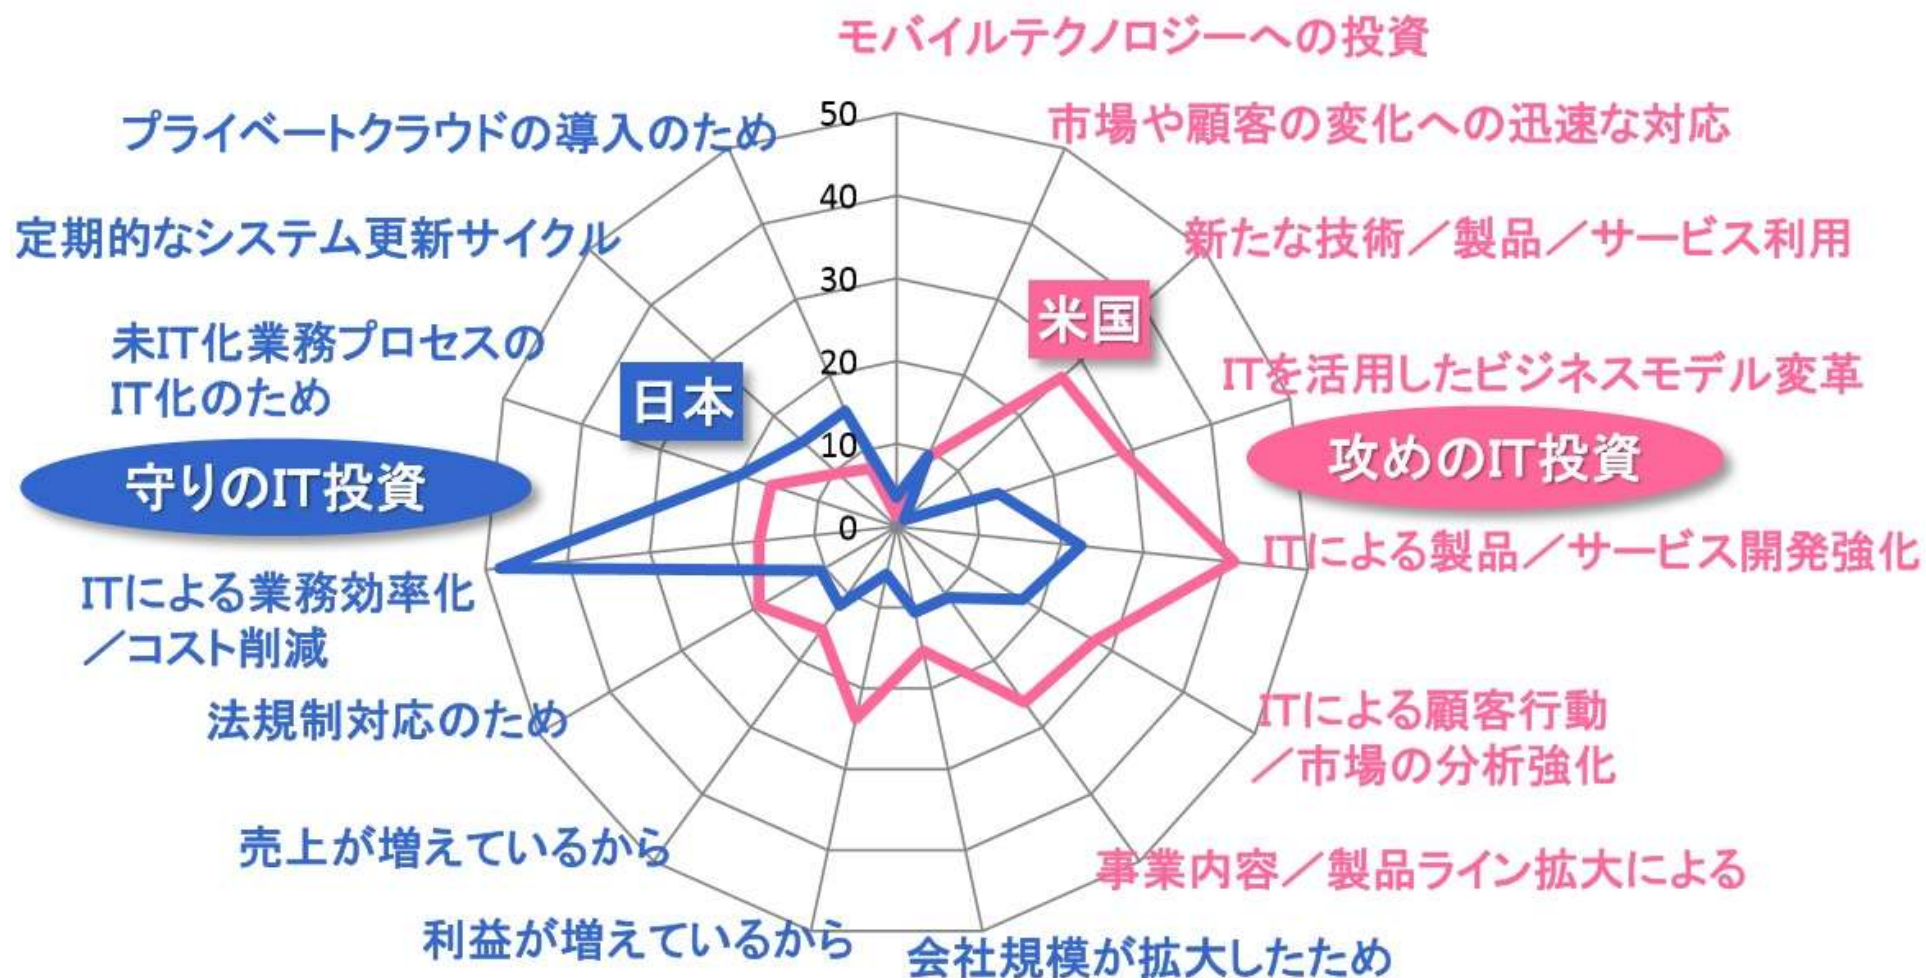 モバイルテクノロジーへの投資
プライベートクラウドの導入のため
50
市場や顧客の変化への迅速な対応
40
定期的なシステム更新サイクル
新たな技術／製品／サービス利用
30
米国
未IT化業務プロセスの
IT化のため
20
日本
ITを活用したビジネスモデル変革
10
守りのIT投資
攻めのIT投資
0
ITによる製品／サービス開発強化
ITによる業務効率化
／コスト削減
法規制対応のため
ITによる顧客行動
／市場の分析強化
売上が増えているから
事業内容／製品ライン拡大による
利益が増えているから
会社規模が拡大したため